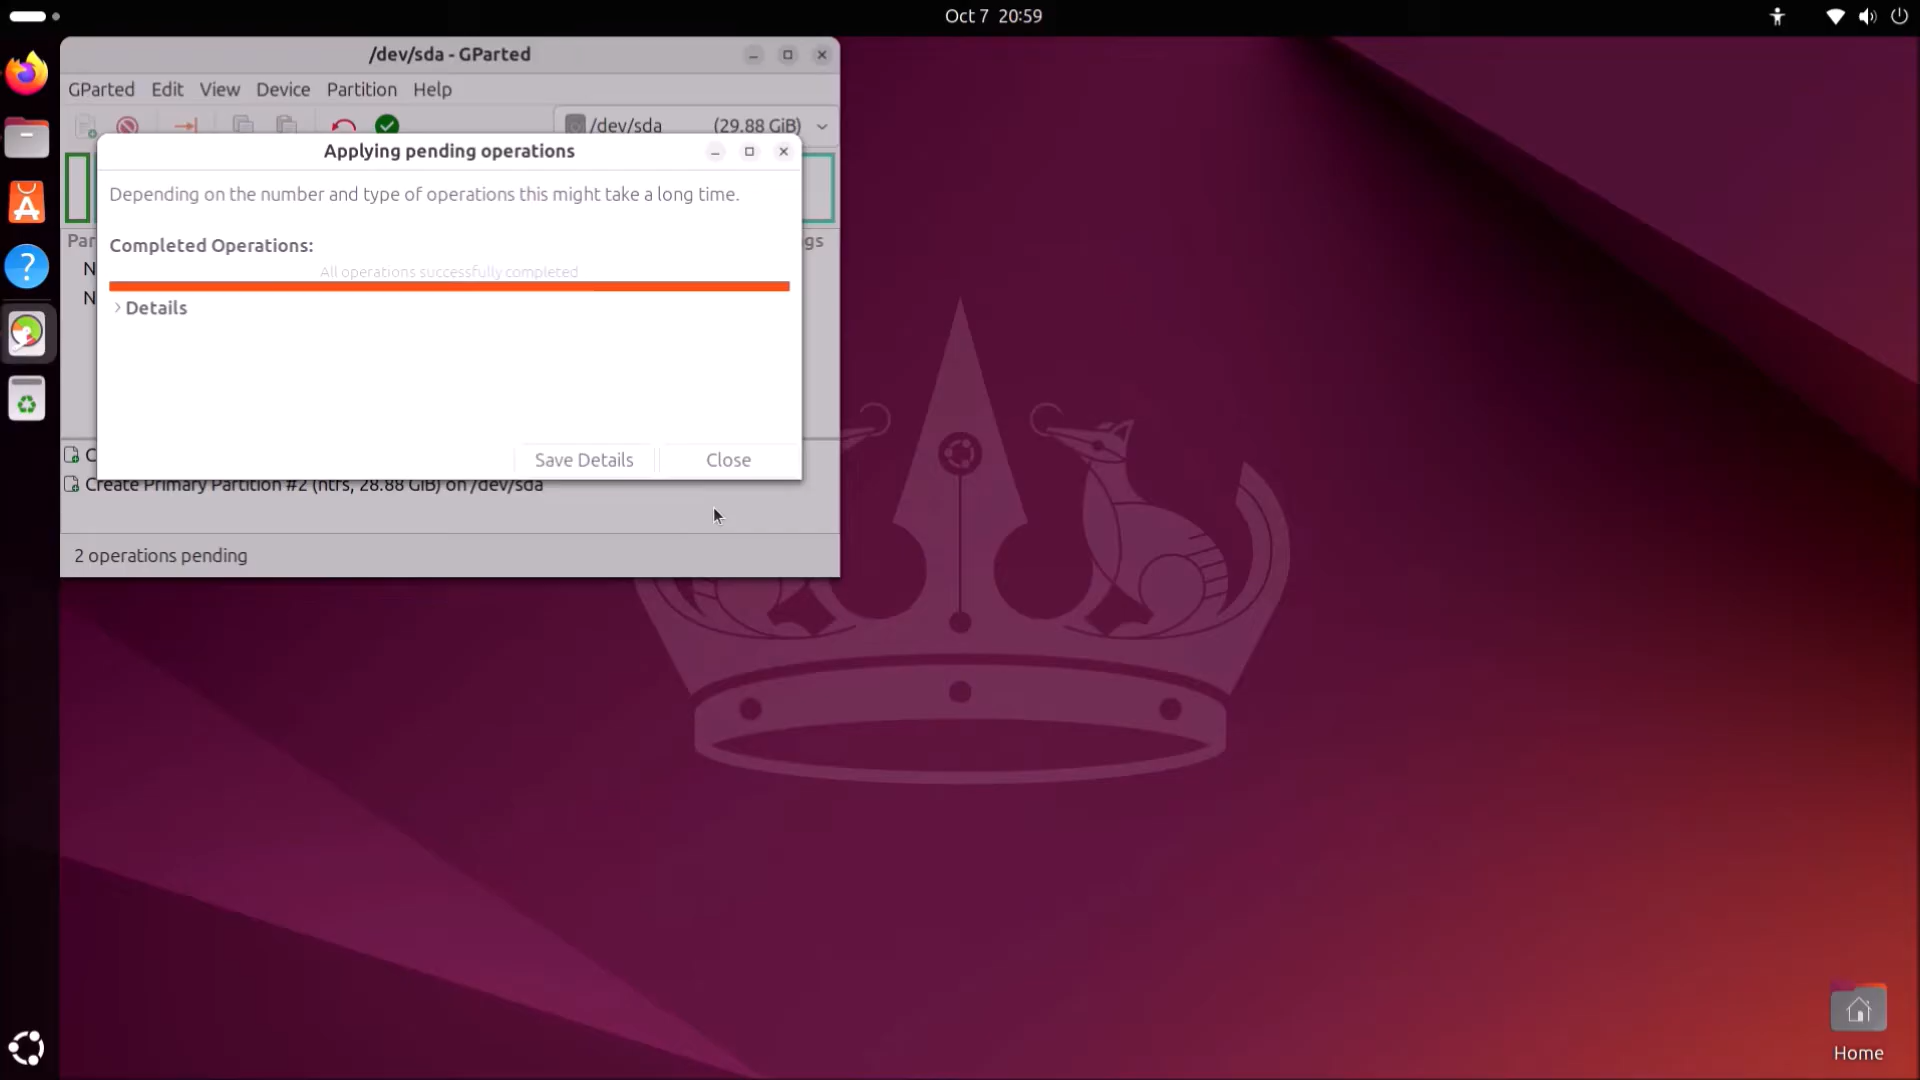 Oct 7 20:59
/dev/sda - GParted
GParted Edit View Device Partition Help
/dev/sda (29.88 GiB)
Applying pending operations
Depending on the number and type of operations this might take a long time.
Par
gs
Completed Operations:
N
All operations successfully completed
N
Details
C
Save Details Close
Create Primary Partition #2 (ntfs, 28.88 GiB) on /dev/sda
2 operations pending
Home